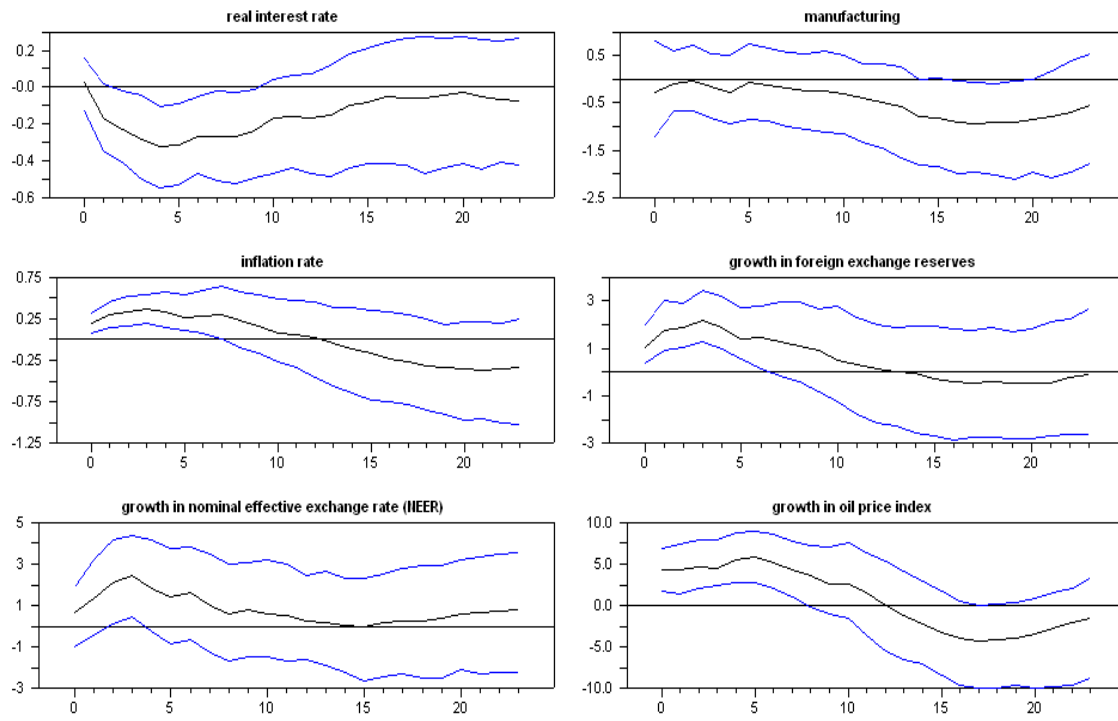 real interest rate
0.2
-0.0
-0.2
-0.4
-0.6
0 5 10 15 20
manufacturing
0.5
-0.5
-1.5
-2.5
0 5 10 15 20
inflation rate
0.75
0.25
-0.25
-0.75
-1.25
0 5 10 15 20
growth in foreign exchange reserves
3
1
-1
-3
0 5 10 15 20
growth in nominal effective exchange rate (NEER)
5
3
1
-1
-3
0 5 10 15 20
growth in oil price index
10.0
5.0
0.0
-5.0
-10.0
0 5 10 15 20